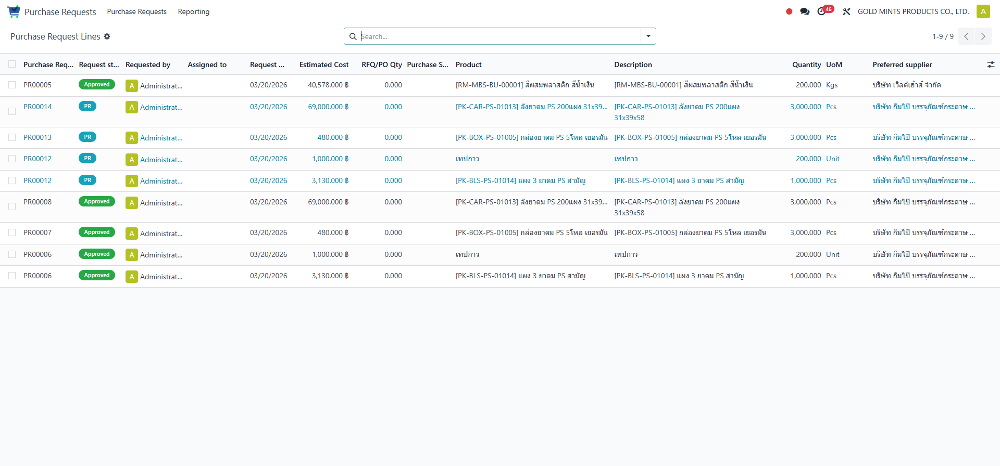 Purchase Requests Purchase Requests Reporting 46 GOLD MINTS PRODUCTS CO., LTD. A
Purchase Request Lines Search... 1-9 / 9
Purchase Req... Request st... Requested by Assigned to Request ... Estimated Cost RFQ/PO Qty Purchase S... Product Description Quantity UoM Preferred supplier
PR00005 Approved A Administrat... 03/20/2026 40,578.000 ฿ 0.000 [RM-MBS-BU-00001] สีผสมพลาสติก สีน้ำเงิน [RM-MBS-BU-00001] สีผสมพลาสติก สีน้ำเงิน 200.000 Kgs บริษัท เวิลด์เฮ้าส์ จำกัด
PR00014 PR A Administrat... 03/20/2026 69,000.000 ฿ 0.000 [PK-CAR-PS-01013] ลังยาดม PS 200แผง 31x39... [PK-CAR-PS-01013] ลังยาดม PS 200แผง 3,000.000 Pcs บริษัท กิมไป๊ บรรจุภัณฑ์กระดาษ ...
31x39x58
PR00013 PR A Administrat... 03/20/2026 480.000 ฿ 0.000 [PK-BOX-PS-01005] กล่องยาดม PS 5โหล เยอรมัน [PK-BOX-PS-01005] กล่องยาดม PS 5โหล เยอรมัน 3,000.000 Pcs บริษัท กิมไป๊ บรรจุภัณฑ์กระดาษ ...
PR00012 PR A Administrat... 03/20/2026 1,000.000 ฿ 0.000 เทปกาว เทปกาว 200.000 Unit บริษัท กิมไป๊ บรรจุภัณฑ์กระดาษ ...
PR00012 PR A Administrat... 03/20/2026 3,130.000 ฿ 0.000 [PK-BLS-PS-01014] แผง 3 ยาดม PS สามัญ [PK-BLS-PS-01014] แผง 3 ยาดม PS สามัญ 1,000.000 Pcs บริษัท กิมไป๊ บรรจุภัณฑ์กระดาษ ...
PR00008 Approved A Administrat... 03/20/2026 69,000.000 ฿ 0.000 [PK-CAR-PS-01013] ลังยาดม PS 200แผง 31x39... [PK-CAR-PS-01013] ลังยาดม PS 200แผง 3,000.000 Pcs บริษัท กิมไป๊ บรรจุภัณฑ์กระดาษ ...
31x39x58
PR00007 Approved A Administrat... 03/20/2026 480.000 ฿ 0.000 [PK-BOX-PS-01005] กล่องยาดม PS 5โหล เยอรมัน [PK-BOX-PS-01005] กล่องยาดม PS 5โหล เยอรมัน 3,000.000 Pcs บริษัท กิมไป๊ บรรจุภัณฑ์กระดาษ ...
PR00006 Approved A Administrat... 03/20/2026 1,000.000 ฿ 0.000 เทปกาว เทปกาว 200.000 Unit บริษัท กิมไป๊ บรรจุภัณฑ์กระดาษ ...
PR00006 Approved A Administrat... 03/20/2026 3,130.000 ฿ 0.000 [PK-BLS-PS-01014] แผง 3 ยาดม PS สามัญ [PK-BLS-PS-01014] แผง 3 ยาดม PS สามัญ 1,000.000 Pcs บริษัท กิมไป๊ บรรจุภัณฑ์กระดาษ ...